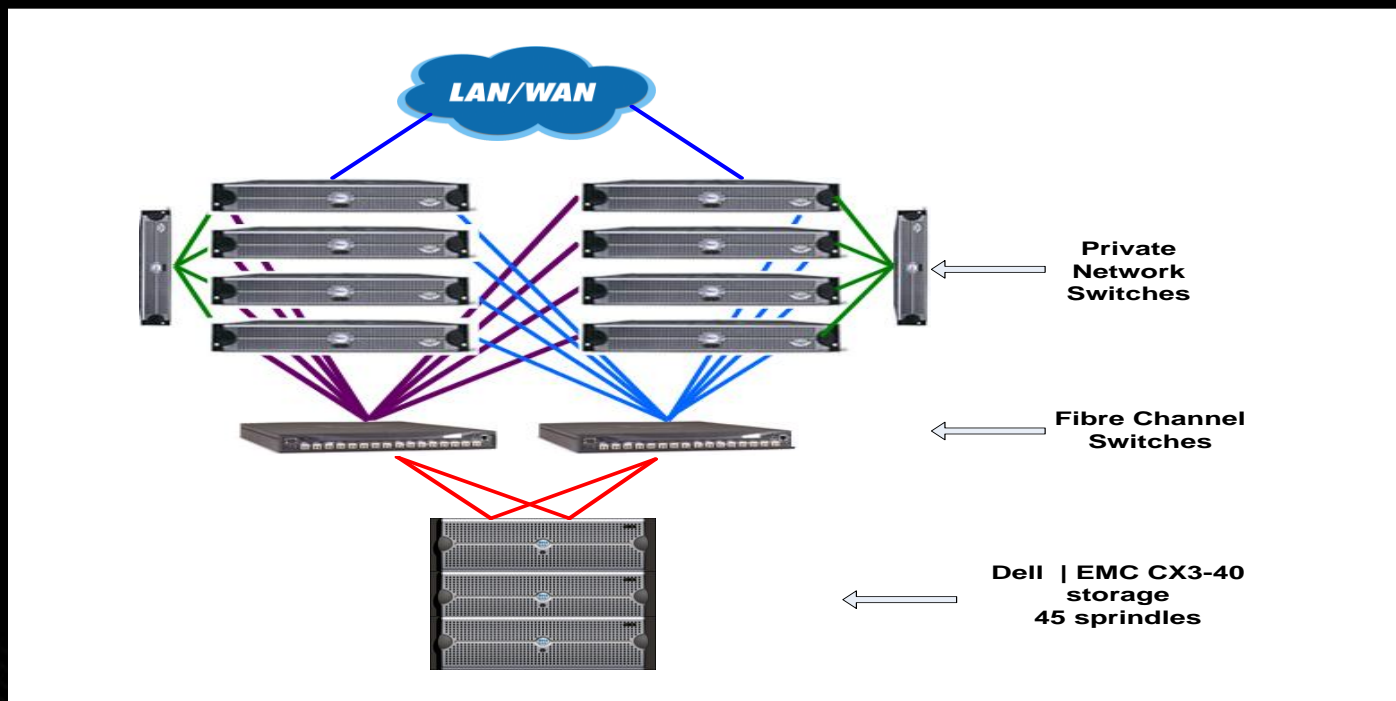 LAN/WAN
Private
Network
Switches
Fibre Channel
Switches
Dell | EMC CX3-40
storage
45 sprindles